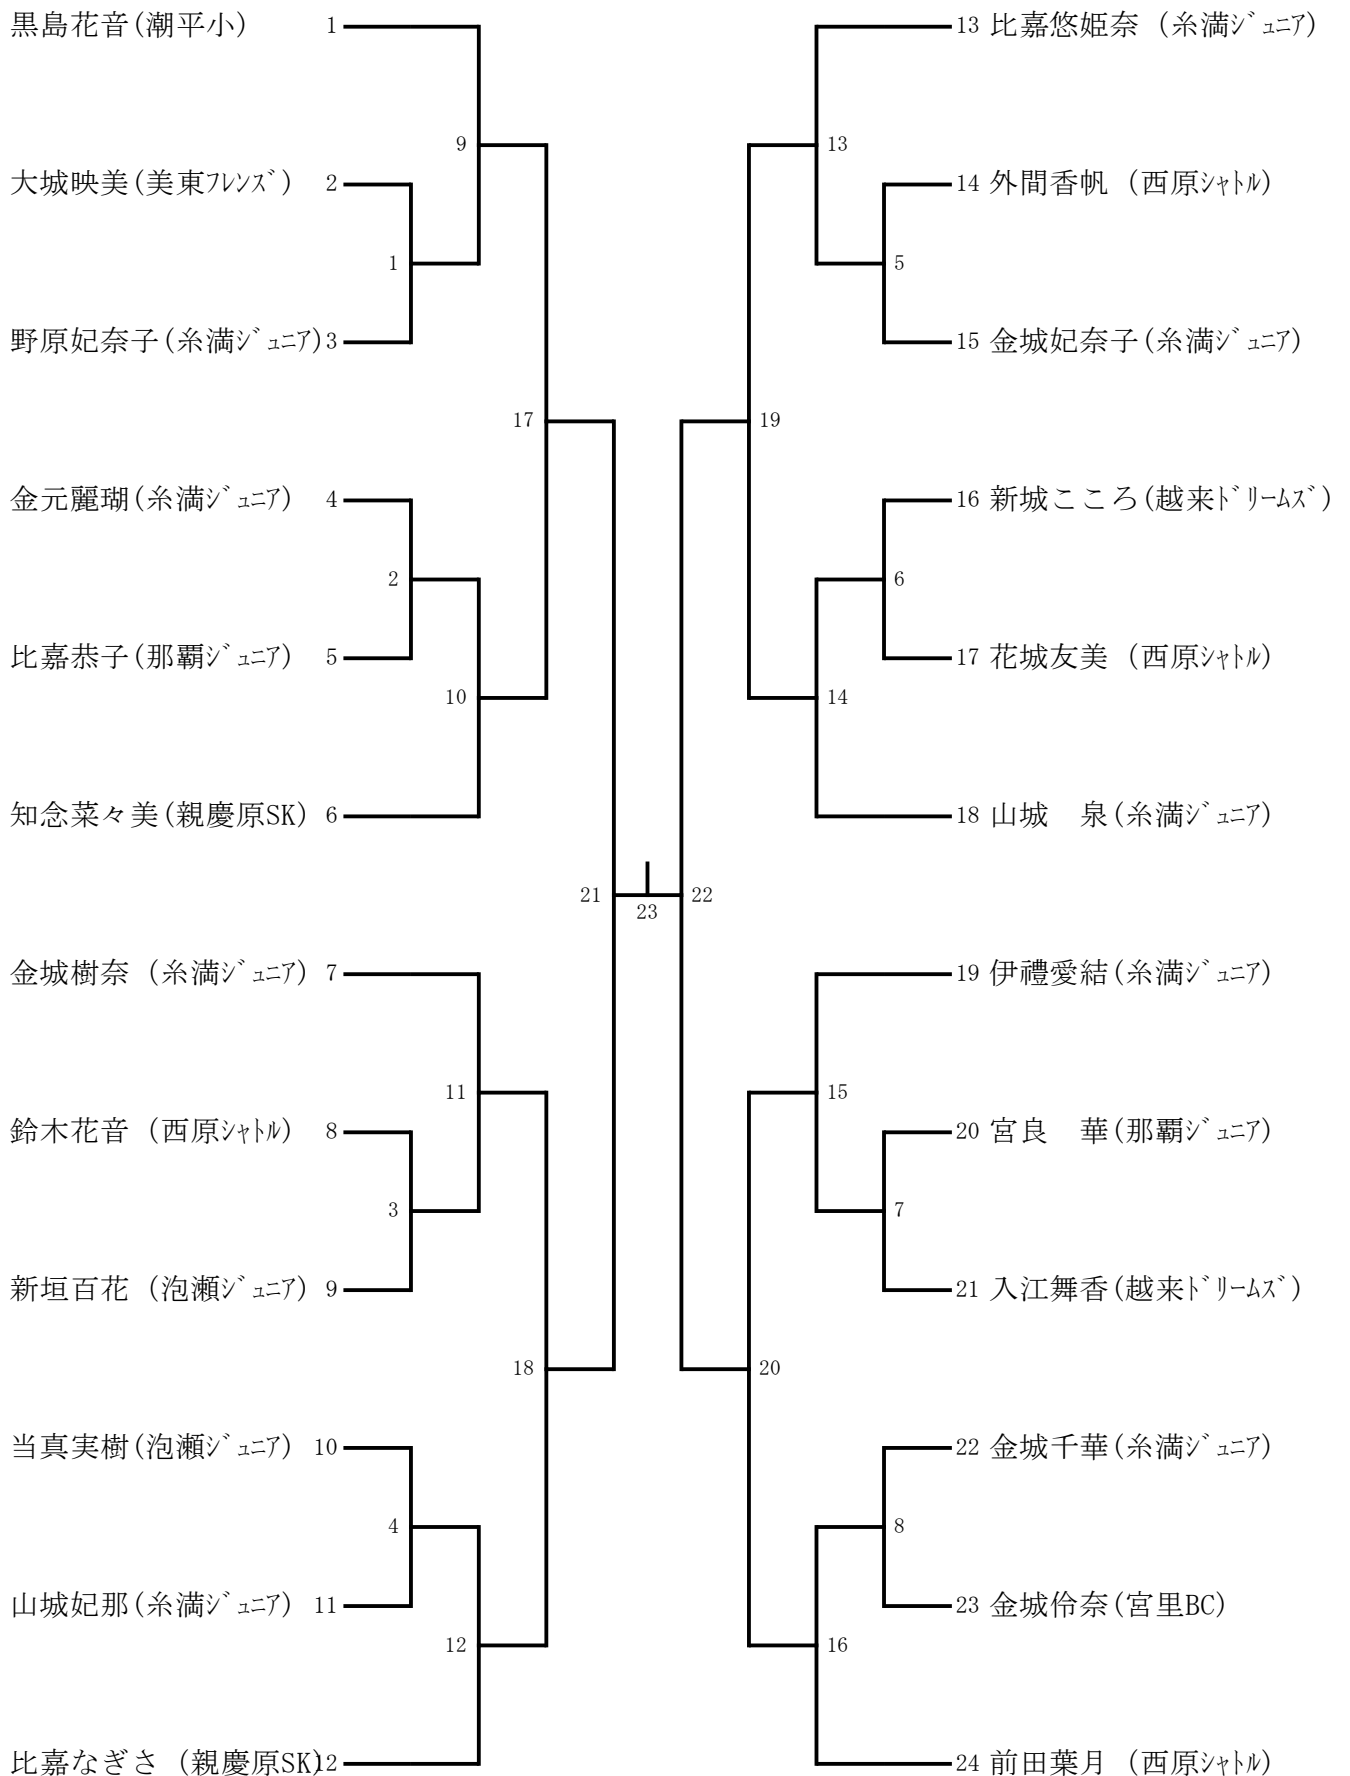 黒島花音(潮平小) 1
9
大城映美(美東ﾌﾚﾝｽﾞ) 2
1
野原妃奈子(糸満ｼﾞｭﾆｱ) 3
17
金元麗瑚(糸満ｼﾞｭﾆｱ) 4
2
比嘉恭子(那覇ｼﾞｭﾆｱ) 5
10
知念菜々美(親慶原SK) 6
21
金城樹奈 (糸満ｼﾞｭﾆｱ) 7
11
鈴木花音 (西原ｼｬﾄﾙ) 8
3
新垣百花 (泡瀬ｼﾞｭﾆｱ) 9
18
当真実樹(泡瀬ｼﾞｭﾆｱ) 10
4
山城妃那(糸満ｼﾞｭﾆｱ) 11
12
比嘉なぎさ (親慶原SK) 12
23
13 比嘉悠姫奈 (糸満ｼﾞｭﾆｱ)
13
14 外間香帆 (西原ｼｬﾄﾙ)
5
15 金城妃奈子(糸満ｼﾞｭﾆｱ)
19
16 新城こころ(越来ﾄﾞﾘｰﾑｽﾞ)
6
17 花城友美 (西原ｼｬﾄﾙ)
14
18 山城　泉(糸満ｼﾞｭﾆｱ)
22
19 伊禮愛結(糸満ｼﾞｭﾆｱ)
15
20 宮良　華(那覇ｼﾞｭﾆｱ)
7
21 入江舞香(越来ﾄﾞﾘｰﾑｽﾞ)
20
22 金城千華(糸満ｼﾞｭﾆｱ)
8
23 金城伶奈(宮里BC)
16
24 前田葉月 (西原ｼｬﾄﾙ)